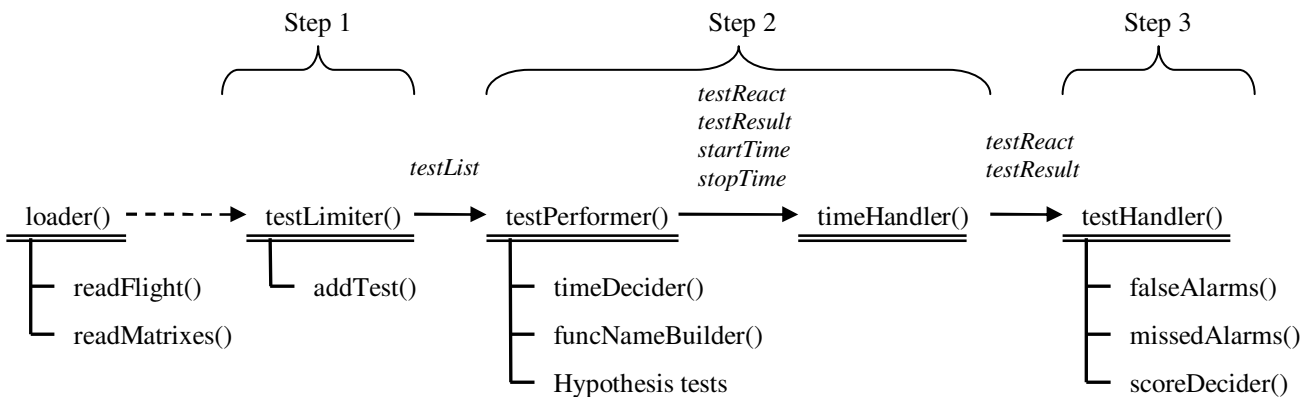 Step 1
Step 2
Step 3
testReact
testResult
startTime
stopTime
testList
testReact
testResult
loader()
testLimiter()
testPerformer()
timeHandler()
testHandler()
readFlight()
readMatrixes()
addTest()
timeDecider()
funcNameBuilder()
Hypothesis tests
falseAlarms()
missedAlarms()
scoreDecider()